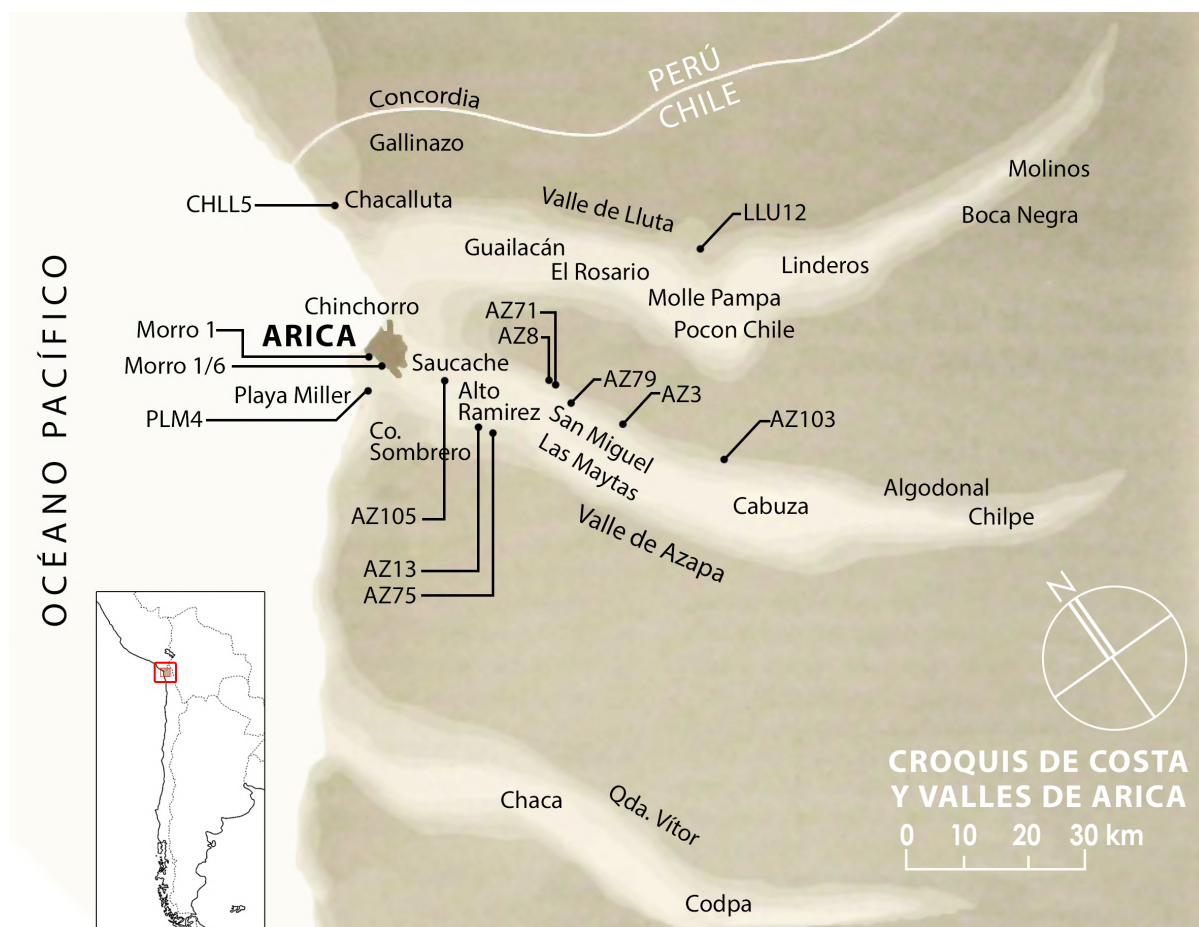 PERÚ
CHILE
Concordia
Gallinazo
Molinos
CHLL5
Chacalluta
Valle de Lluta
LLU12
Boca Negra
Guailacán
El Rosario
Linderos
Molle Pampa
Pocon Chile
OCÉANO PACÍFICO
Chinchorro
AZ71
AZ8
Morro 1
ARICA
Morro 1/6
Saucache
AZ79
AZ3
Playa Miller
PLM4
Alto
Ramirez
San Miguel
AZ103
Co.
Sombrero
Las Maytas
Algodonal
Cabuza
Chilpe
AZ105
Valle de Azapa
AZ13
AZ75
N
CROQUIS DE COSTA
Y VALLES DE ARICA
0 10 20 30 km
Chaca
Qda. Vítor
Codpa